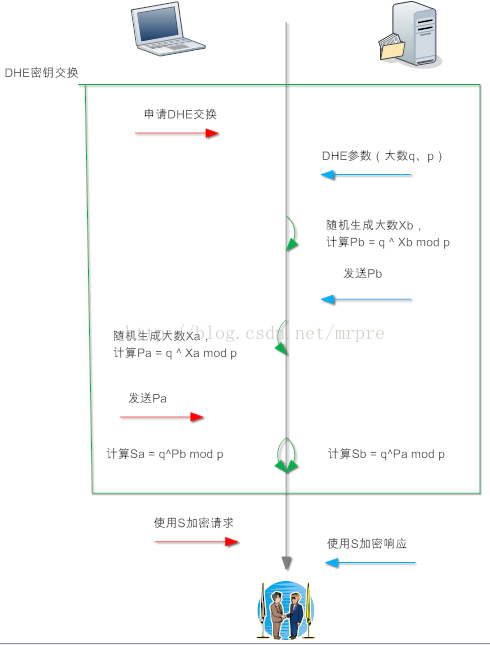 DHE密钥交换
申请DHE交换
DHE参数（大数q、p）
随机生成大数Xb，
计算Pb = q ^ Xb mod p
发送Pb
http://blog.csdn.net/mrpre
随机生成大数Xa，
计算Pa = q ^ Xa mod p
发送Pa
计算Sa = q^Pb mod p
计算Sb = q^Pa mod p
使用S加密请求
使用S加密响应